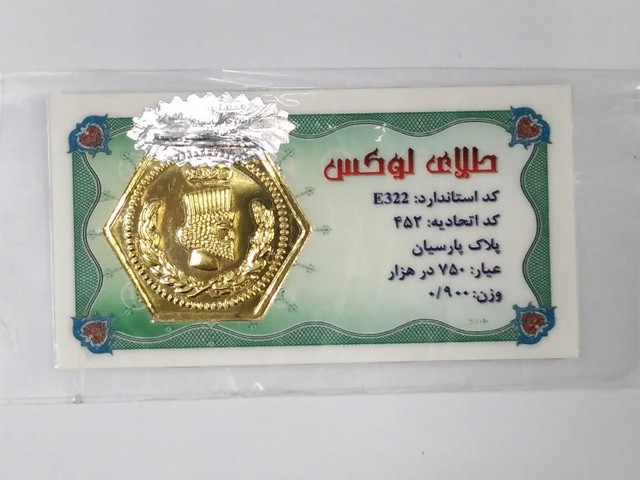 طلای لوکس
کد استاندارد: E322
کد اتحادیه: ۴۵۲
پلاک پارسیان
عیار: ۷۵۰ در هزار
وزن: ۰/۹۰۰